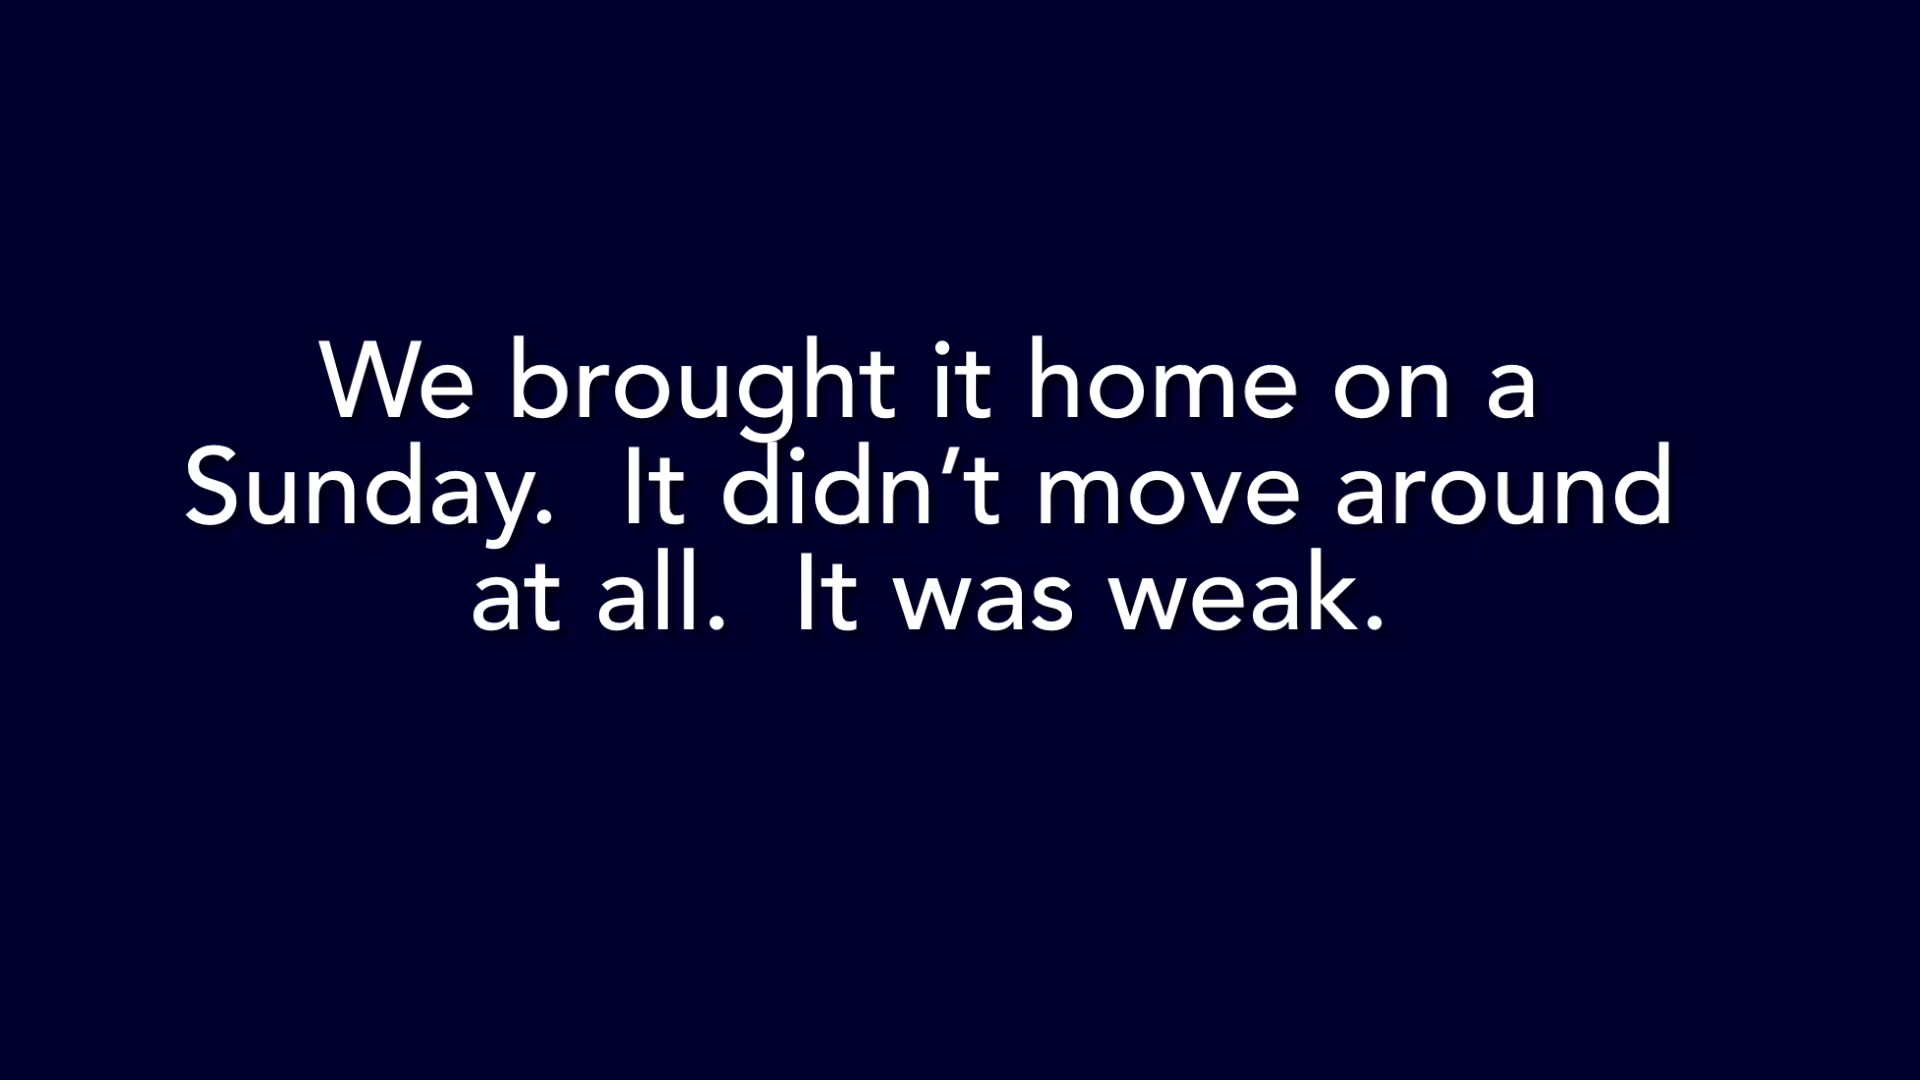 We brought it home on a
Sunday.  It didn’t move around
at all.  It was weak.